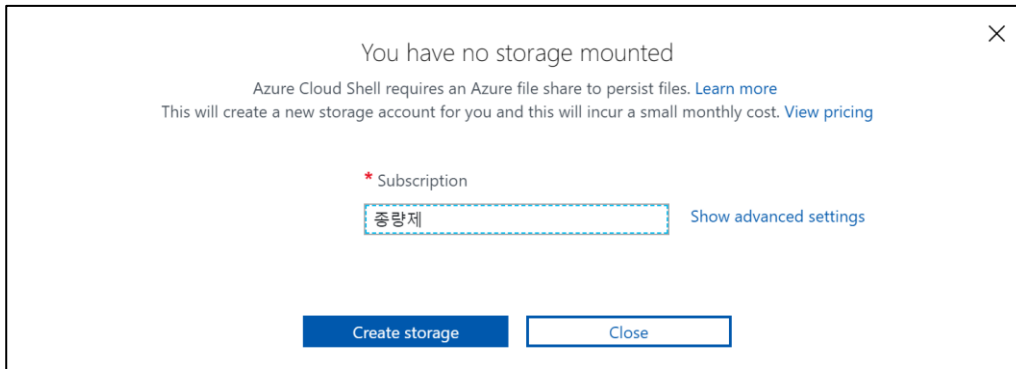 You have no storage mounted
Azure Cloud Shell requires an Azure file share to persist files. Learn more
This will create a new storage account for you and this will incur a small monthly cost. View pricing
* Subscription
종량제
Show advanced settings
Create storage
Close